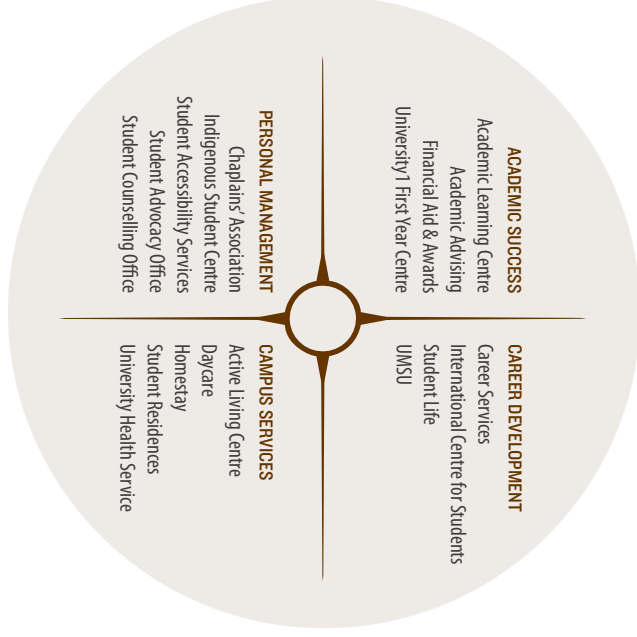 ACADEMIC SUCCESS
Academic Learning Centre
Academic Advising
Financial Aid & Awards
University1 First Year Centre
CAREER DEVELOPMENT
Career Services
International Centre for Students
Student Life
UMSU
PERSONAL MANAGEMENT
Chaplains' Association
Indigenous Student Centre
Student Accessibility Services
Student Advocacy Office
Student Counselling Office
CAMPUS SERVICES
Active Living Centre
Daycare
Homestay
Student Residences
University Health Service